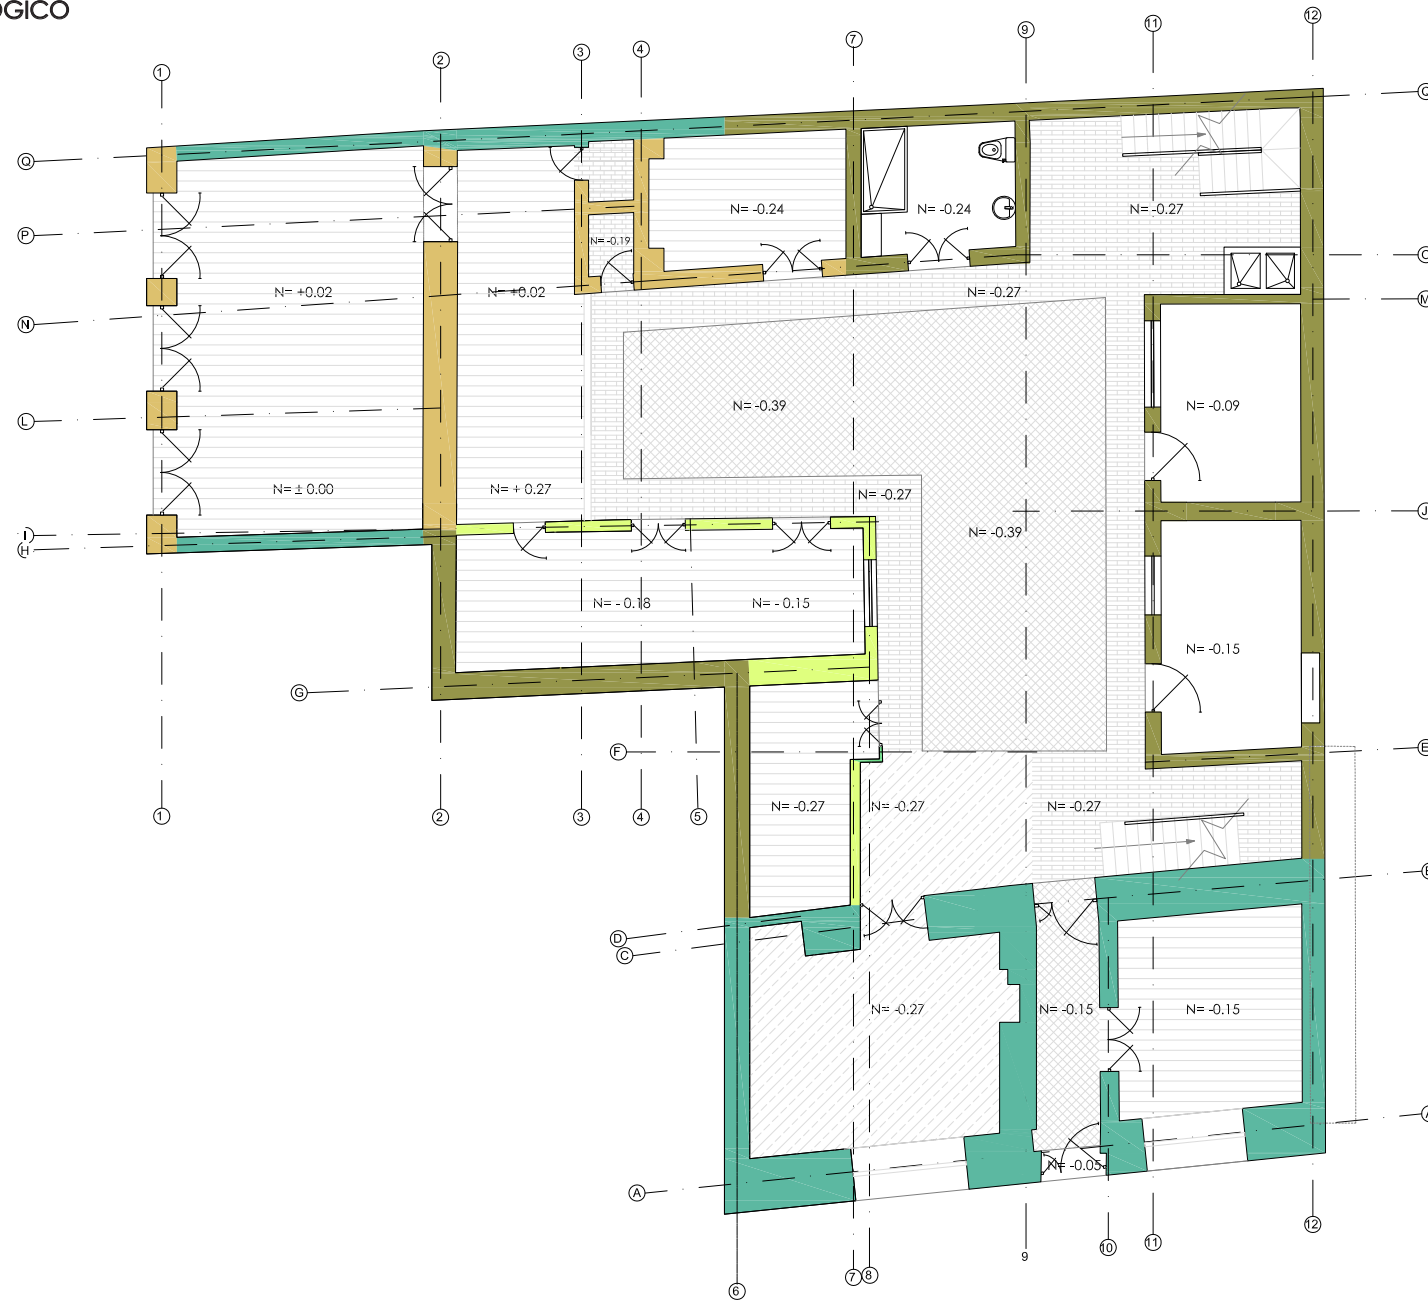 OGICO
12
11
9
7
4
3
2
1
Q
Q
P
N= -0.24
N= -0.24
N= -0.27
N= -0.19
N= +0.02
N= +0.02
N= -0.27
M
N
N= -0.39
N= -0.09
L
N= ± 0.00
N= + 0.27
N= -0.27
J
I
H
N= -0.39
N= - 0.18
N= - 0.15
N= -0.15
G
F
E
N= -0.27
N= -0.27
N= -0.27
1
2
3
4
5
D
C
N= -0.27
N= -0.15
N= -0.15
N= -0.05
A
12
11
10
9
8
7
6